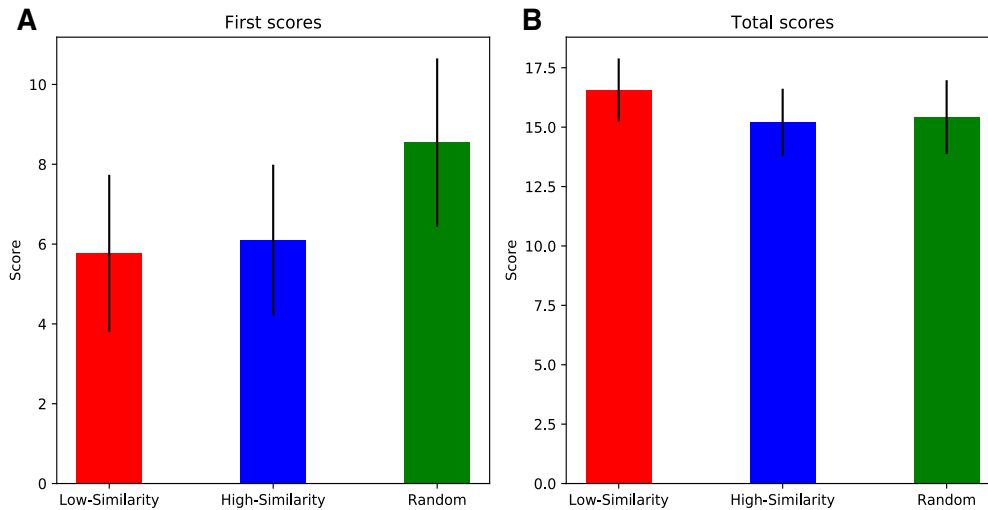 A
First scores
Score
10
8
6
4
2
0
Low-Similarity
High-Similarity
Random
B
Total scores
Score
17.5
15.0
12.5
10.0
7.5
5.0
2.5
0.0
Low-Similarity
High-Similarity
Random